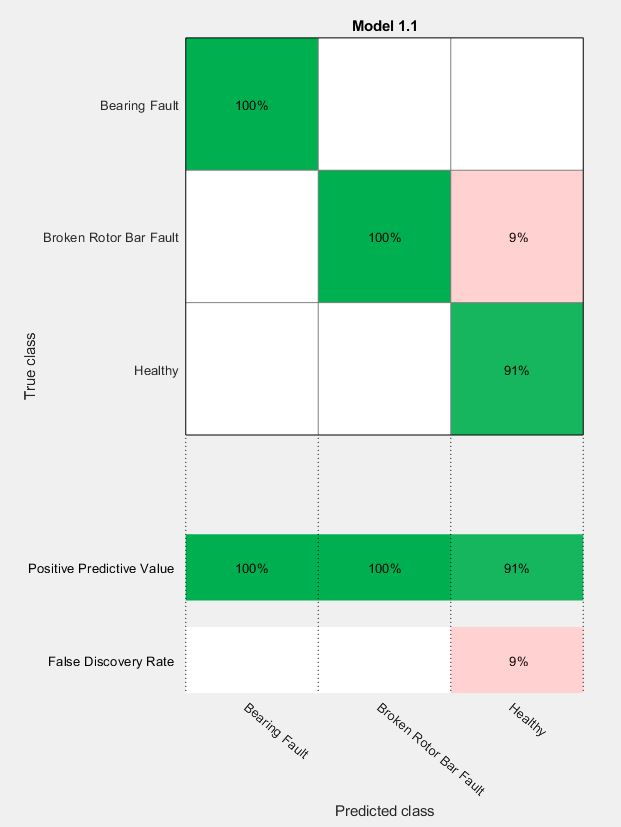 Model 1.1
Bearing Fault
100%
Broken Rotor Bar Fault
100%
9%
True class
Healthy
91%
Positive Predictive Value
100%
100%
91%
False Discovery Rate
9%
Bearing Fault
Broken Rotor Bar Fault
Healthy
Predicted class